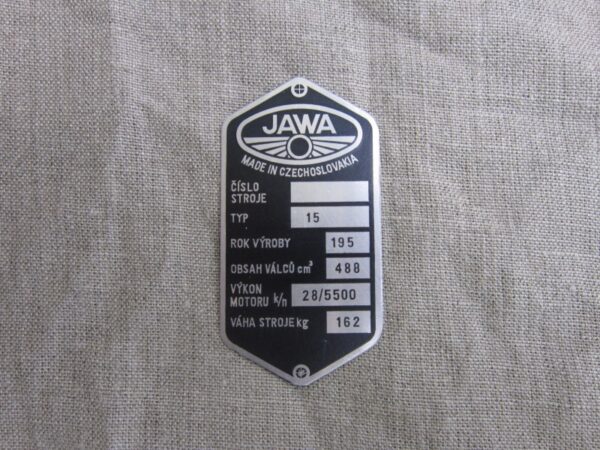 JAWA
MADE IN CZECHOSLOVAKIA
ČÍSLO
STROJE
TYP 15
ROK VÝROBY 195
OBSAH VÁLCŮ cm³ 488
VÝKON
MOTORU k/n 28/5500
VÁHA STROJE kg 162